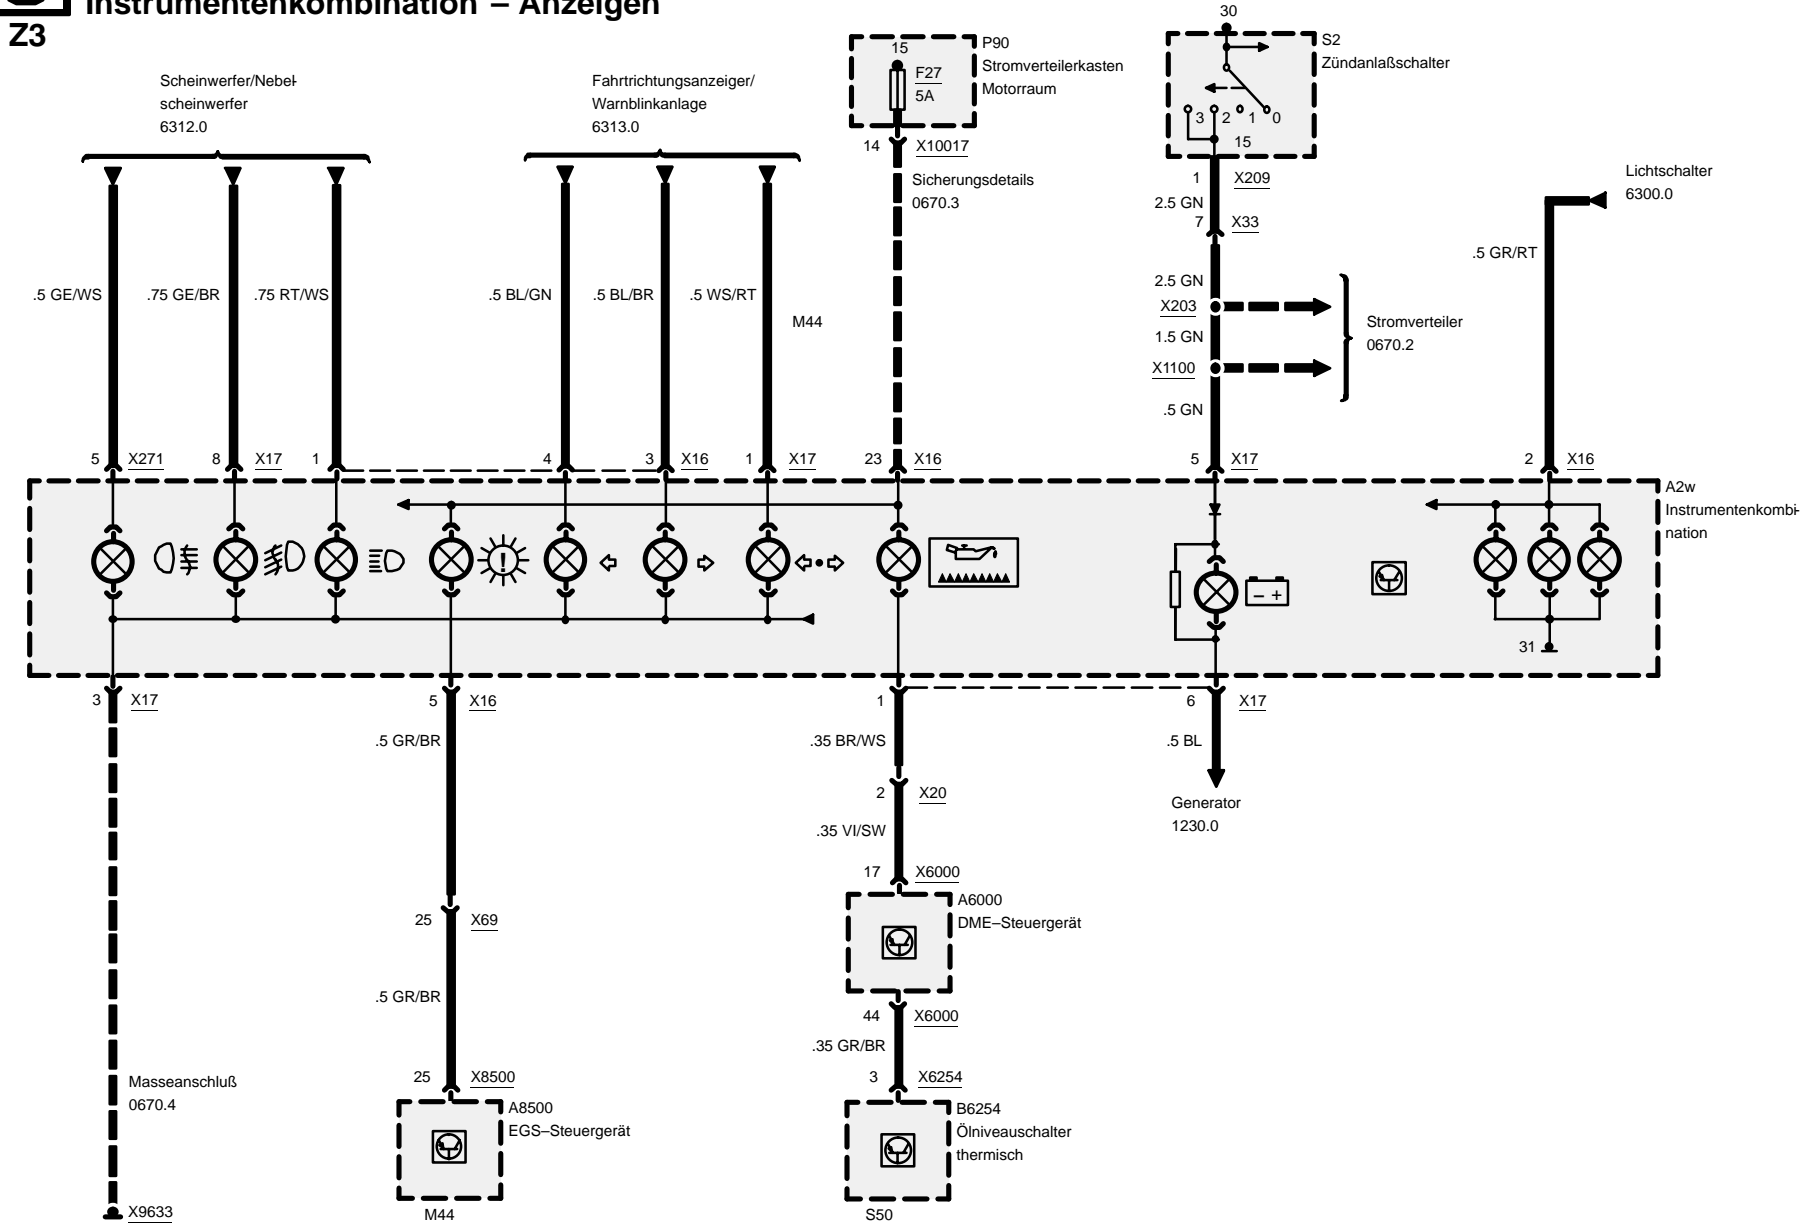 Instrumentenkombination – Anzeigen
Z3
Scheinwerfer/Nebel-
scheinwerfer
6312.0
Fahrtrichtungsanzeiger/
Warnblinkanlage
6313.0
15
F27
5A
P90
Stromverteilerkasten
Motorraum
14 X10017
Sicherungsdetails
0670.3
30
S2
Zündanlaßschalter
3 2 1 0
15
1 X209
2.5 GN
7 X33
2.5 GN
X203
1.5 GN
X1100
.5 GN
Stromverteiler
0670.2
Lichtschalter
6300.0
.5 GR/RT
.5 GE/WS
.75 GE/BR
.75 RT/WS
.5 BL/GN
.5 BL/BR
.5 WS/RT
M44
5 X271
8 X17
1
4
3 X16
1 X17
23 X16
5 X17
2 X16
A2w
Instrumentenkombi-
nation
!
– +
31
3 X17
5 X16
1
6 X17
.5 GR/BR
.35 BR/WS
.5 BL
2 X20
Generator
1230.0
.35 VI/SW
17 X6000
A6000
DME–Steuergerät
25 X69
.5 GR/BR
44 X6000
.35 GR/BR
25 X8500
3 X6254
Masseanschluß
0670.4
A8500
EGS–Steuergerät
B6254
Ölniveauschalter
thermisch
X9633
M44
S50